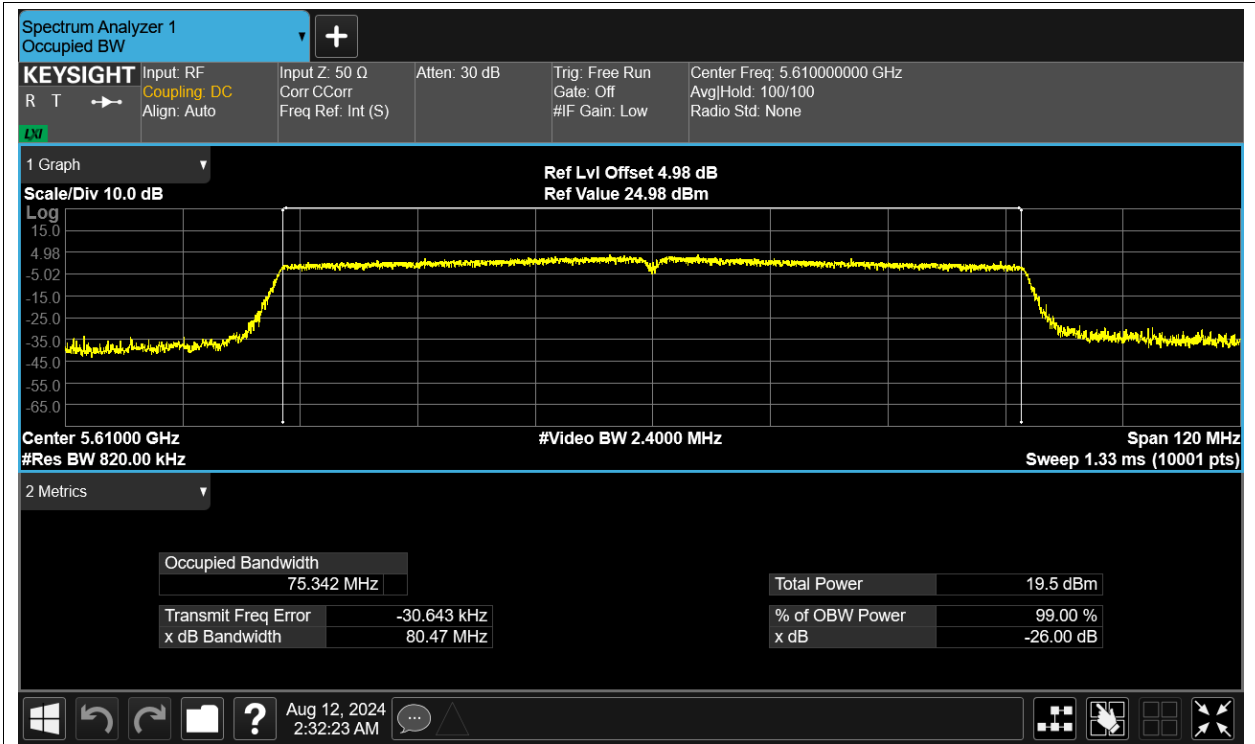 Spectrum Analyzer 1
Occupied BW
KEYSIGHT
R T
LXI
Input: RF
Coupling: DC
Align: Auto
Input Z: 50 Ω
Corr CCorr
Freq Ref: Int (S)
Atten: 30 dB
Trig: Free Run
Gate: Off
#IF Gain: Low
Center Freq: 5.610000000 GHz
Avg|Hold: 100/100
Radio Std: None
1 Graph
Scale/Div 10.0 dB
Ref Lvl Offset 4.98 dB
Ref Value 24.98 dBm
Log
15.0
4.98
-5.02
-15.0
-25.0
-35.0
-45.0
-55.0
-65.0
Center 5.61000 GHz
#Res BW 820.00 kHz
#Video BW 2.4000 MHz
Span 120 MHz
Sweep 1.33 ms (10001 pts)
2 Metrics
Occupied Bandwidth
75.342 MHz
Transmit Freq Error -30.643 kHz
x dB Bandwidth 80.47 MHz
Total Power 19.5 dBm
% of OBW Power 99.00 %
x dB -26.00 dB
?
Aug 12, 2024
2:32:23 AM